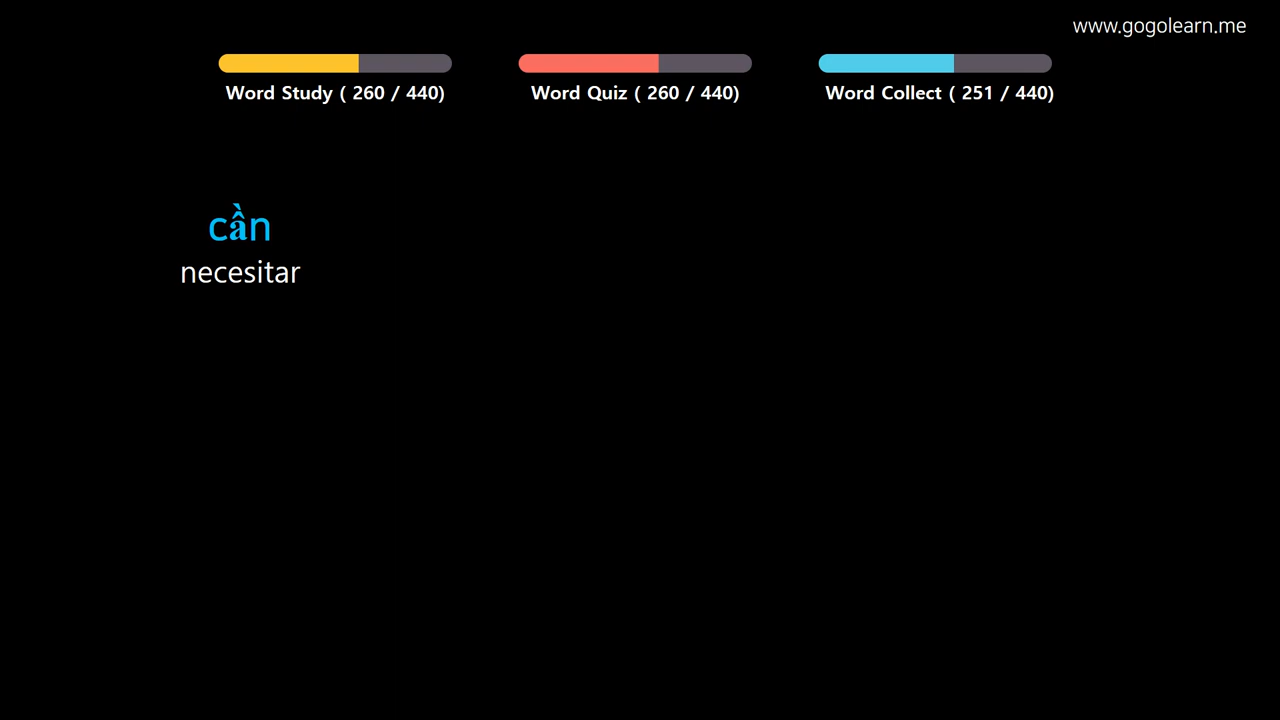 www.gogolearn.me
Word Study ( 260 / 440)
Word Quiz ( 260 / 440)
Word Collect ( 251 / 440)
cần
necesitar